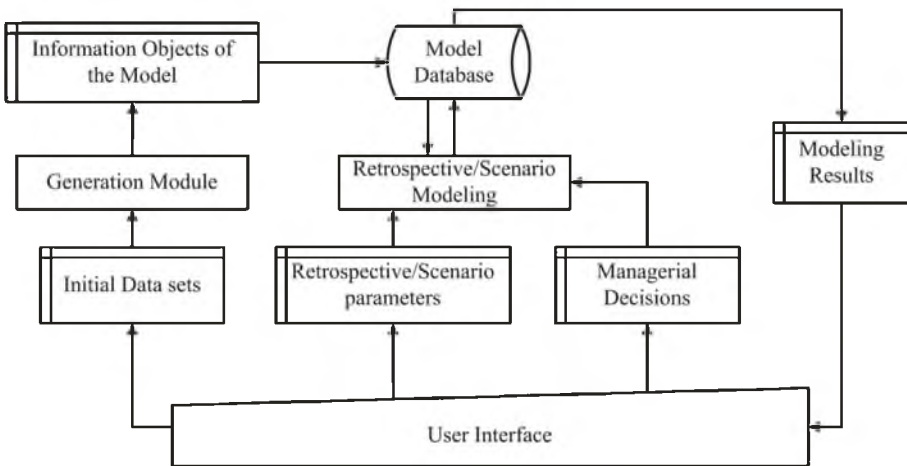 Information Objects of
the Model
Model
Database
Modeling
Results
Generation Module
Retrospective/Scenario
Modeling
Initial Data sets
Retrospective/Scenario
parameters
Managerial
Decisions
User Interface